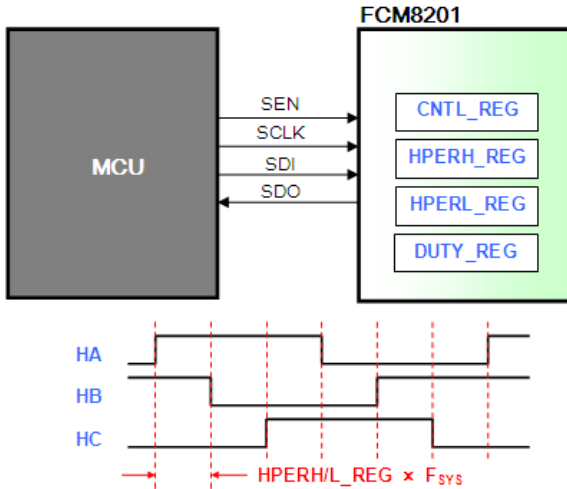 FCM8201
MCU
SEN
SCLK
SDI
SDO
CNTL_REG
HPERH_REG
HPERL_REG
DUTY_REG
HA
HB
HC
HPERH/L_REG × FSYS